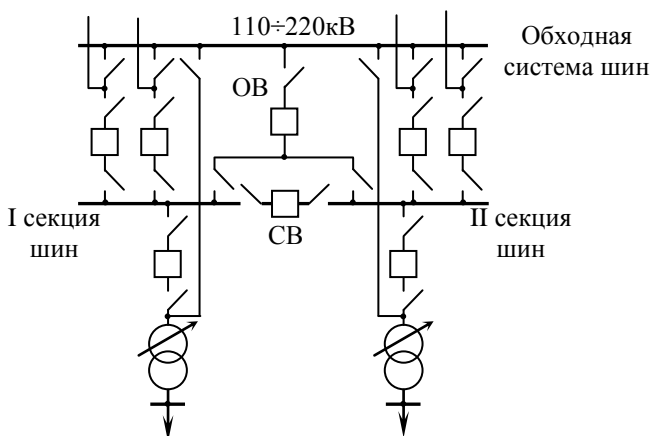 110÷220кВ
Обходная
система шин
ОВ
I секция
шин
СВ
II секция
шин